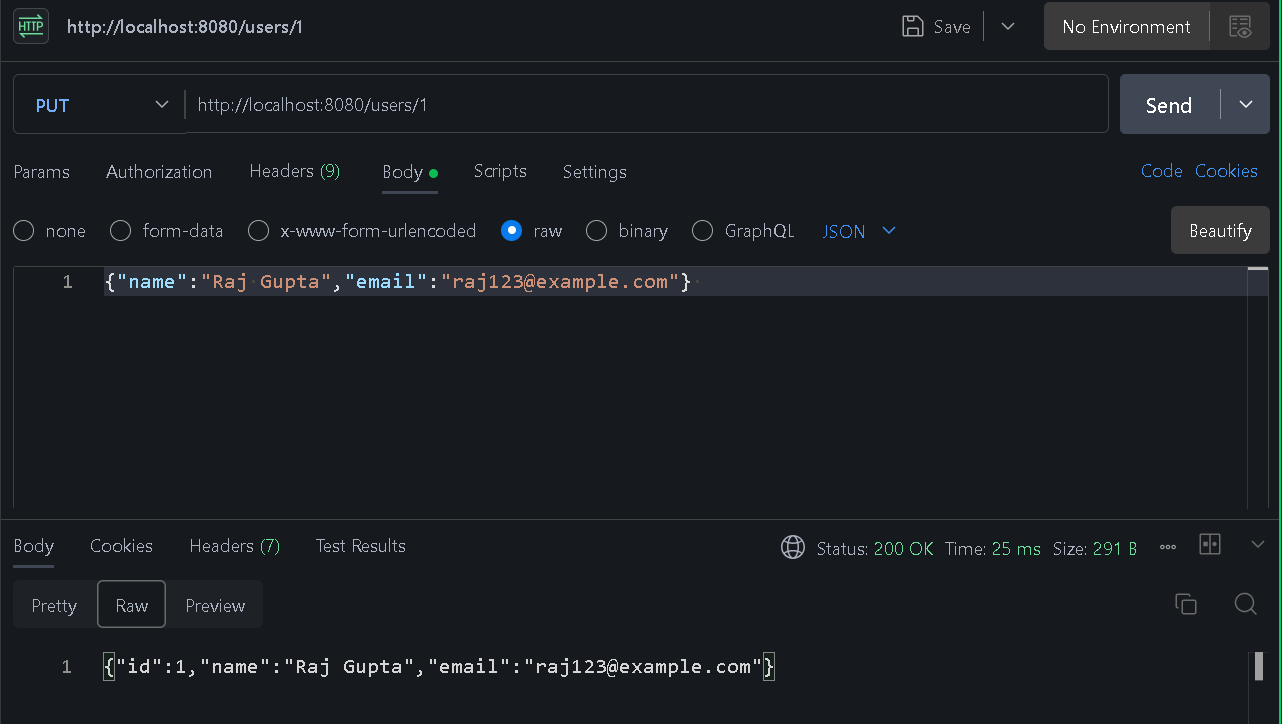 HTTP http://localhost:8080/users/1 Save No Environment
PUT http://localhost:8080/users/1 Send
Params Authorization Headers (9) Body Scripts Settings Code Cookies
none form-data x-www-form-urlencoded raw binary GraphQL JSON Beautify
1 {"name":"Raj Gupta","email":"raj123@example.com"}
Body Cookies Headers (7) Test Results Status: 200 OK Time: 25 ms Size: 291 B
Pretty Raw Preview
1 {"id":1,"name":"Raj Gupta","email":"raj123@example.com"}